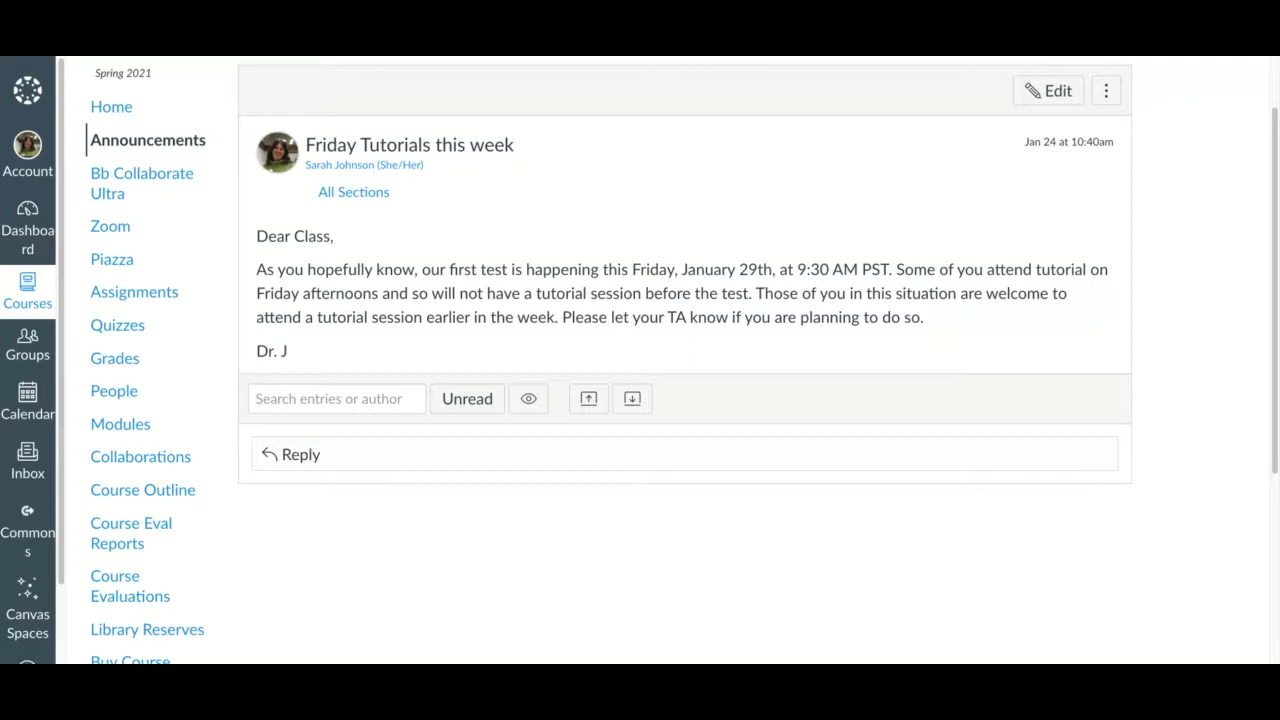 Spring 2021
Home
Announcements
Bb Collaborate
Ultra
Zoom
Piazza
Assignments
Quizzes
Grades
People
Modules
Collaborations
Course Outline
Course Eval
Reports
Course
Evaluations
Library Reserves
Buy Course
Account
Dashboa
rd
Courses
Groups
Calendar
Inbox
Common
s
Canvas
Spaces
Edit
Friday Tutorials this week
Jan 24 at 10:40am
Sarah Johnson (She/Her)
All Sections
Dear Class,
As you hopefully know, our first test is happening this Friday, January 29th, at 9:30 AM PST. Some of you attend tutorial on
Friday afternoons and so will not have a tutorial session before the test. Those of you in this situation are welcome to
attend a tutorial session earlier in the week. Please let your TA know if you are planning to do so.
Dr. J
Search entries or author
Unread
Reply